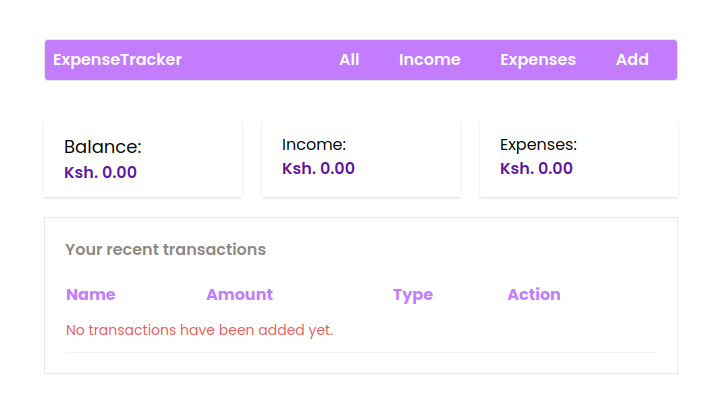 ExpenseTracker All Income Expenses Add
Balance: Income: Expenses:
Ksh. 0.00 Ksh. 0.00 Ksh. 0.00
Your recent transactions
Name Amount Type Action
No transactions have been added yet.